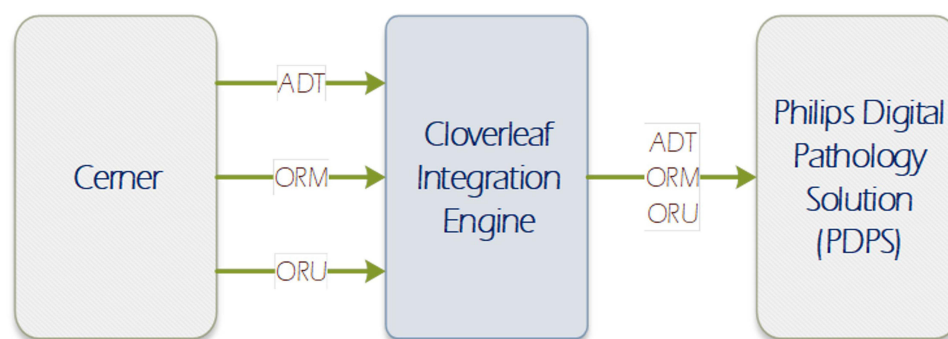 Cerner
ADT
ORM
ORU
Cloverleaf
Integration
Engine
ADT
ORM
ORU
Philips Digital
Pathology
Solution
(PDPS)